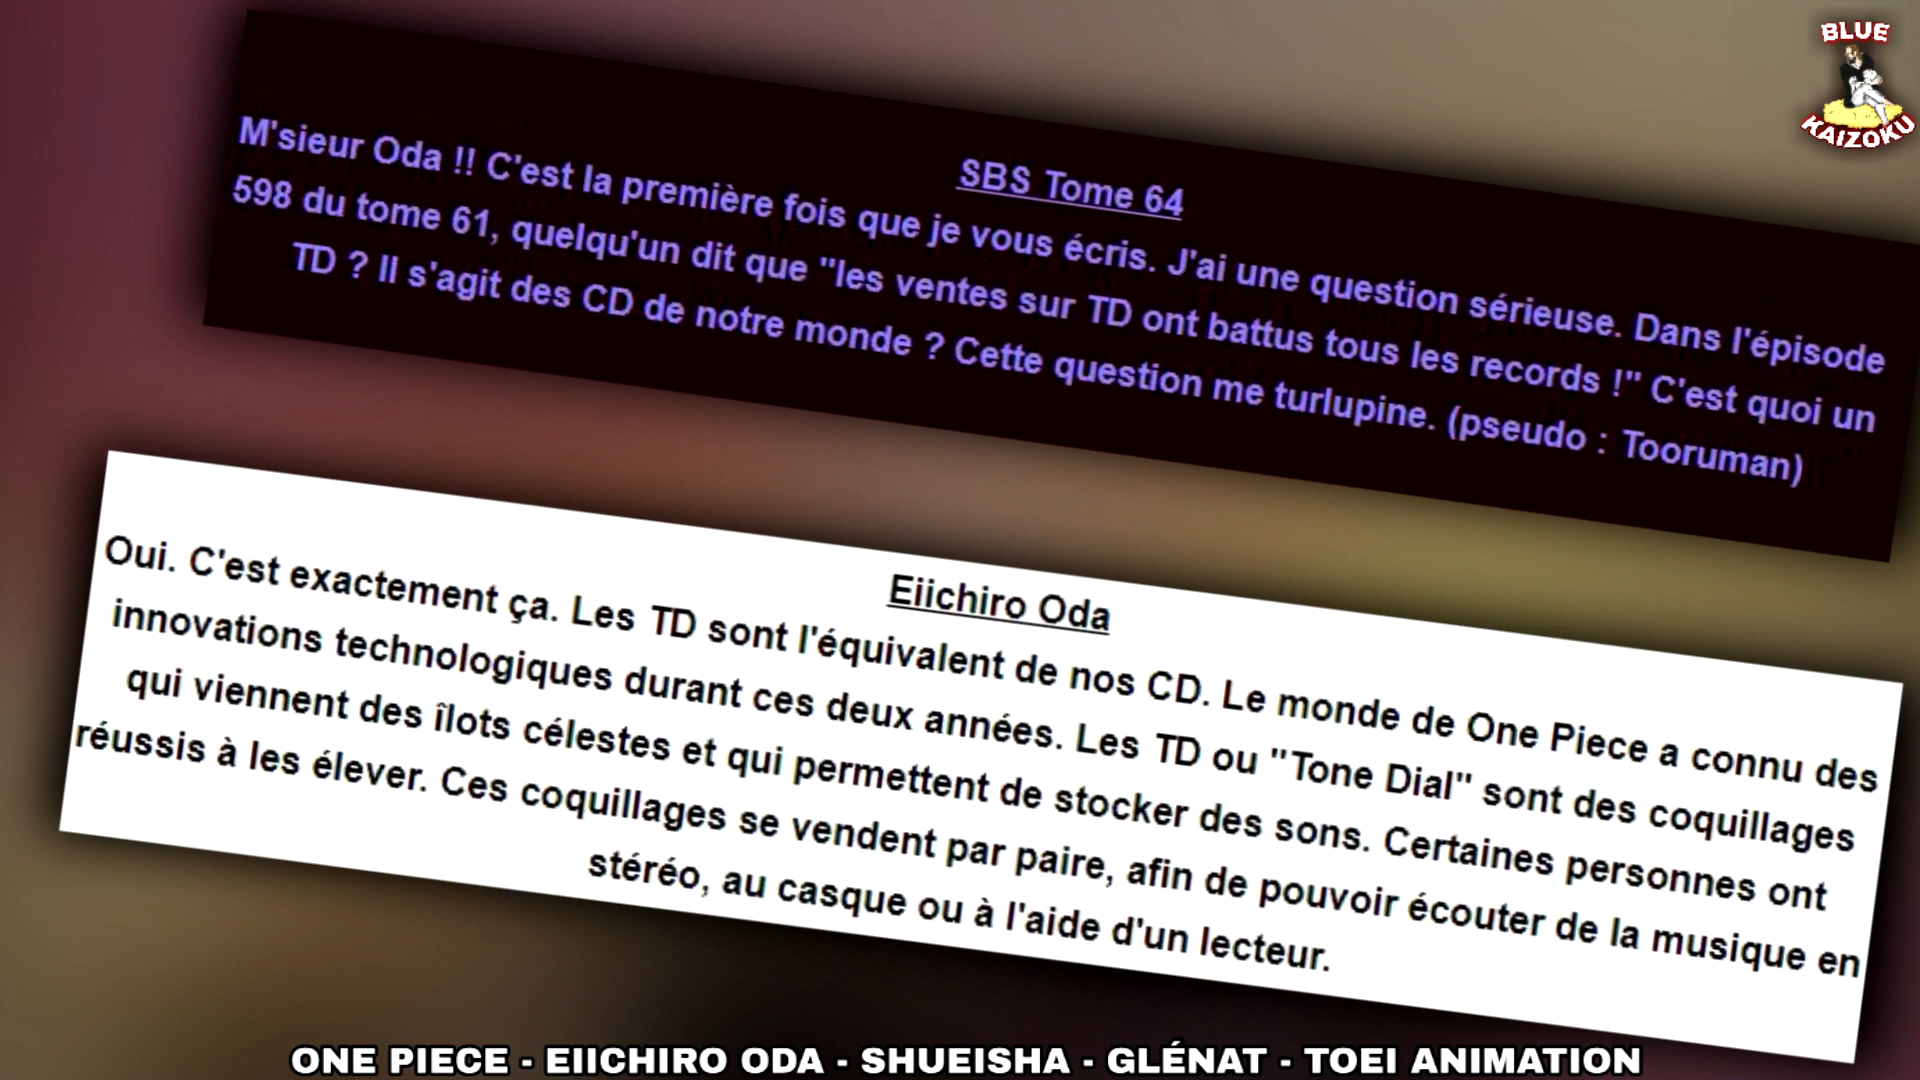 BLUE
KAIZOKU
SBS Tome 64
M'sieur Oda !! C'est la première fois que je vous écris. J'ai une question sérieuse. Dans l'épisode
598 du tome 61, quelqu'un dit que "les ventes sur TD ont battus tous les records !" C'est quoi un
TD ? Il s'agit des CD de notre monde ? Cette question me turlupine. (pseudo : Tooruman)
Eiichiro Oda
Oui. C'est exactement ça. Les TD sont l'équivalent de nos CD. Le monde de One Piece a connu des
innovations technologiques durant ces deux années. Les TD ou "Tone Dial" sont des coquillages
qui viennent des îlots célestes et qui permettent de stocker des sons. Certaines personnes ont
réussis à les élever. Ces coquillages se vendent par paire, afin de pouvoir écouter de la musique en
stéréo, au casque ou à l'aide d'un lecteur.
ONE PIECE - EIICHIRO ODA - SHUEISHA - GLÉNAT - TOEI ANIMATION